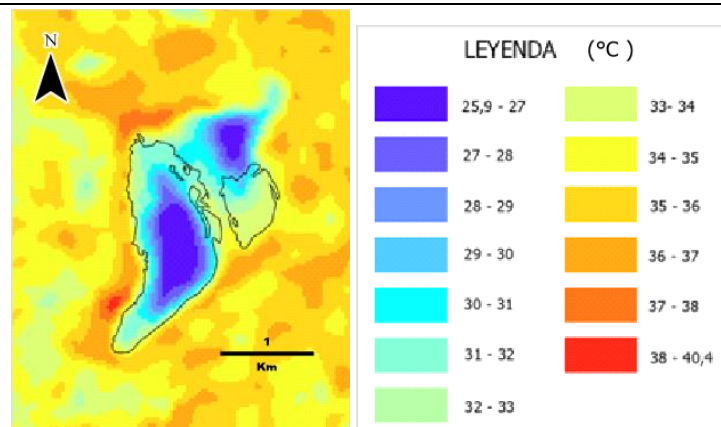 N
1
Km
LEYENDA (°C)
25,9 - 27
27 - 28
28 - 29
29 - 30
30 - 31
31 - 32
32 - 33
33- 34
34 - 35
35 - 36
36 - 37
37 - 38
38 - 40,4